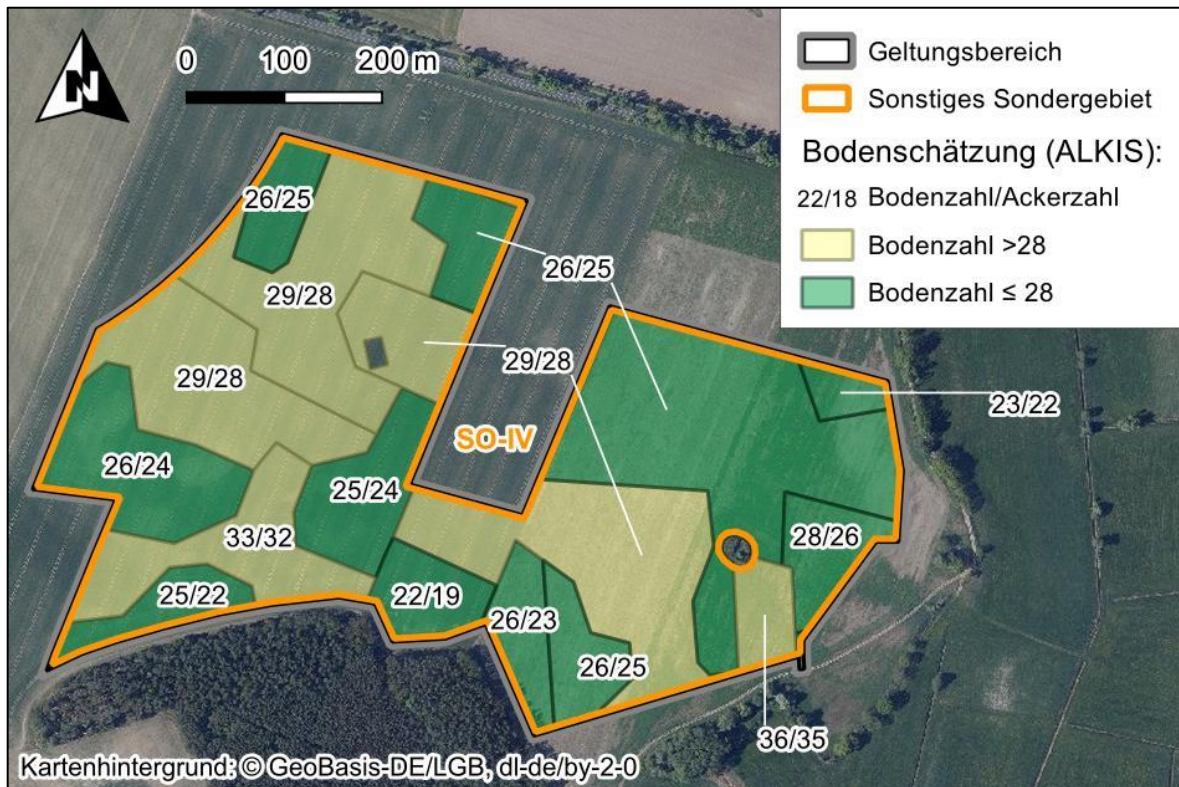 N
0 100 200 m
Geltungsbereich
Sonstiges Sondergebiet
Bodenschätzung (ALKIS):
22/18 Bodenzahl/Ackerzahl
Bodenzahl >28
Bodenzahl ≤ 28
26/25
26/25
29/28
29/28
29/28
23/22
SO-IV
26/24
25/24
33/32
28/26
25/22
22/19
26/23
26/25
36/35
Kartenhintergrund: © GeoBasis-DE/LGB, dl-de/by-2-0